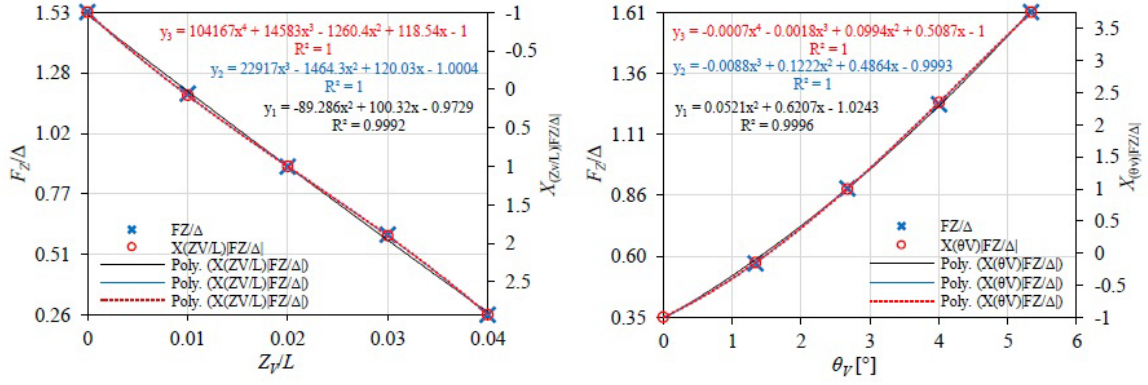 1.53
1.28
1.02
0.77
0.51
0.26
F_Z/Δ
y₃ = 104167x⁴ + 14583x³ - 1260.4x² + 118.54x - 1
R² = 1
y₂ = 22917x³ - 1464.3x² + 120.03x - 1.0004
R² = 1
y₁ = -89.286x² + 100.32x - 0.9729
R² = 0.9992
FZ/Δ
X(ZV/L)|FZ/Δ|
Poly. (X(ZV/L)|FZ/Δ|)
Poly. (X(ZV/L)|FZ/Δ|)
Poly. (X(ZV/L)|FZ/Δ|)
-1
-0.5
0
0.5
1
1.5
2
2.5
X(Zv/L)|FZ/Δ|
0
0.01
0.02
0.03
0.04
Z_V/L
1.61
1.36
1.11
0.86
0.60
0.35
F_Z/Δ
y₃ = -0.0007x⁴ - 0.0018x³ + 0.0994x² + 0.5087x - 1
R² = 1
y₂ = -0.0088x³ + 0.1222x² + 0.4864x - 0.9993
R² = 1
y₁ = 0.0521x² + 0.6207x - 1.0243
R² = 0.9996
FZ/Δ
X(θV)|FZ/Δ|
Poly. (X(θV)|FZ/Δ|)
Poly. (X(θV)|FZ/Δ|)
Poly. (X(θV)|FZ/Δ|)
3.5
3
2.5
2
1.5
1
0.5
0
-0.5
-1
X(θv)|FZ/Δ|
0
1
2
3
4
5
6
θ_V [°]